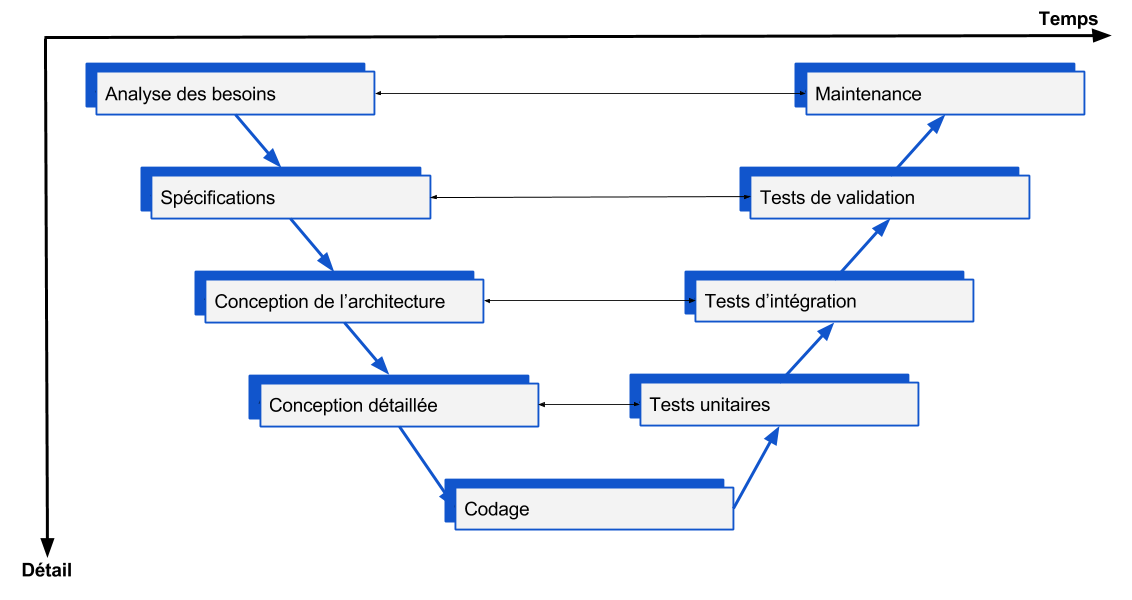 Temps
Analyse des besoins
Maintenance
Spécifications
Tests de validation
Conception de l’architecture
Tests d’intégration
Conception détaillée
Tests unitaires
Codage
Détail